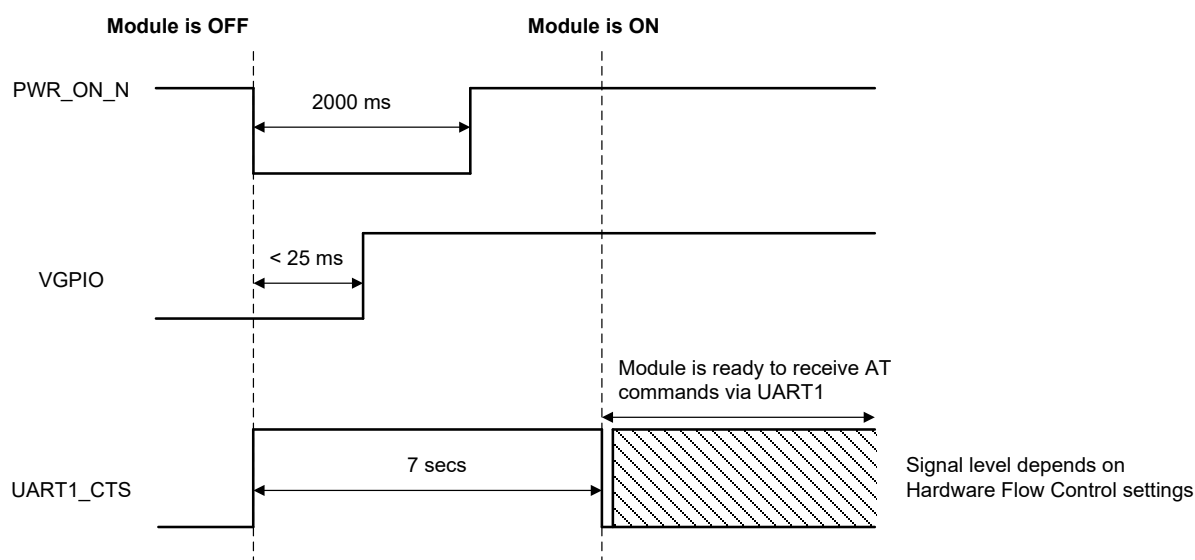 Module is OFF
Module is ON
PWR_ON_N
2000 ms
< 25 ms
VGPIO
Module is ready to receive AT
commands via UART1
7 secs
UART1_CTS
Signal level depends on
Hardware Flow Control settings